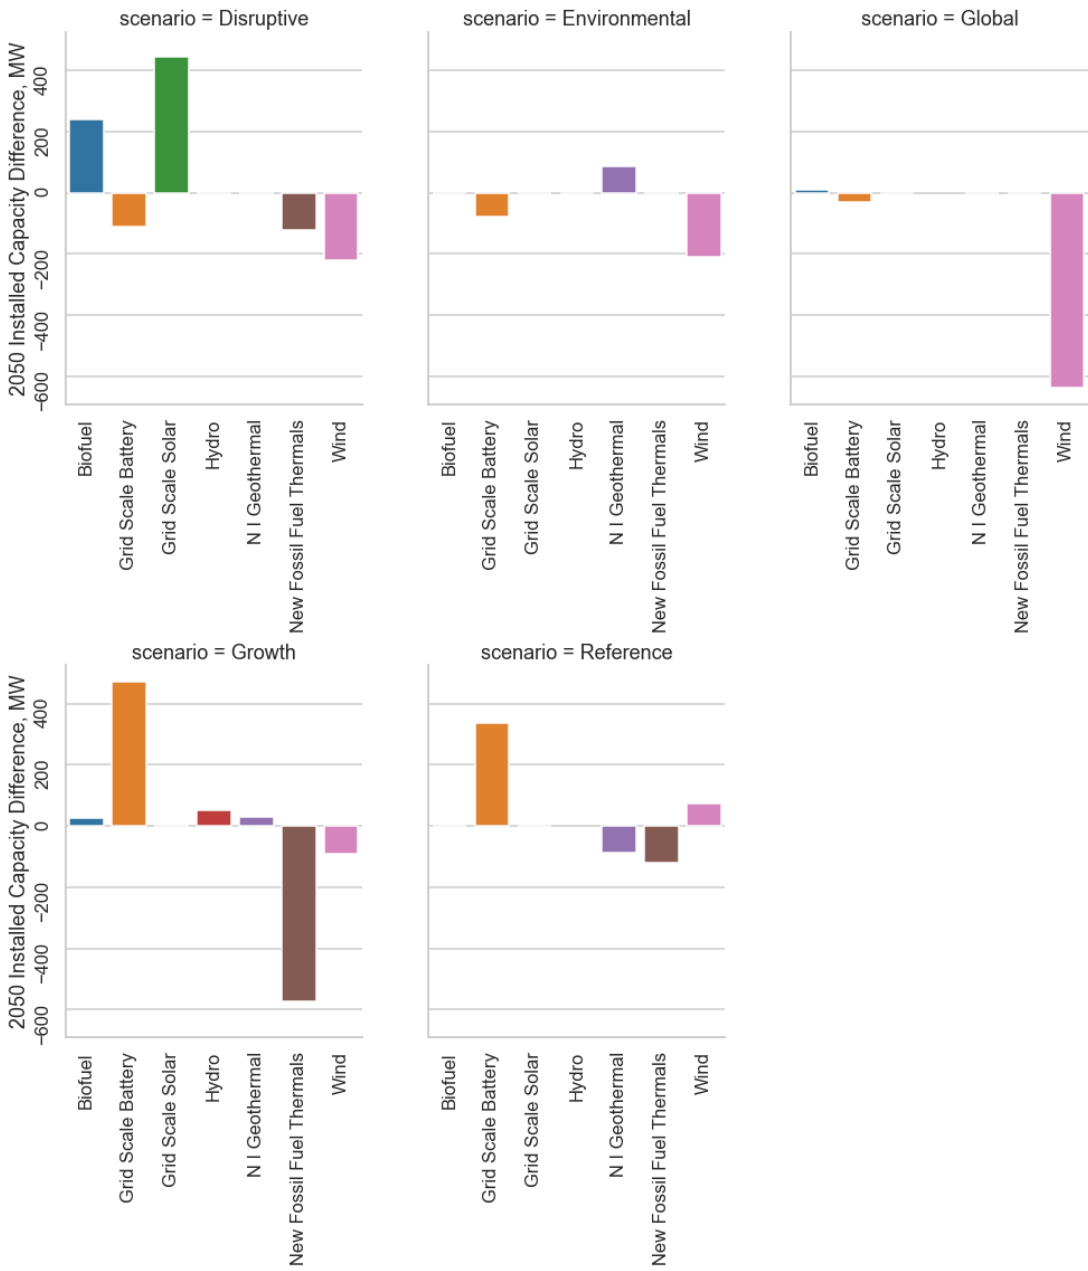 scenario = Disruptive
scenario = Environmental
scenario = Global
2050 Installed Capacity Difference, MW
400
200
0
−200
−400
−600
Biofuel
Grid Scale Battery
Grid Scale Solar
Hydro
N I Geothermal
New Fossil Fuel Thermals
Wind
Biofuel
Grid Scale Battery
Grid Scale Solar
Hydro
N I Geothermal
New Fossil Fuel Thermals
Wind
Biofuel
Grid Scale Battery
Grid Scale Solar
Hydro
N I Geothermal
New Fossil Fuel Thermals
Wind
scenario = Growth
scenario = Reference
2050 Installed Capacity Difference, MW
400
200
0
−200
−400
−600
Biofuel
Grid Scale Battery
Grid Scale Solar
Hydro
N I Geothermal
New Fossil Fuel Thermals
Wind
Biofuel
Grid Scale Battery
Grid Scale Solar
Hydro
N I Geothermal
New Fossil Fuel Thermals
Wind